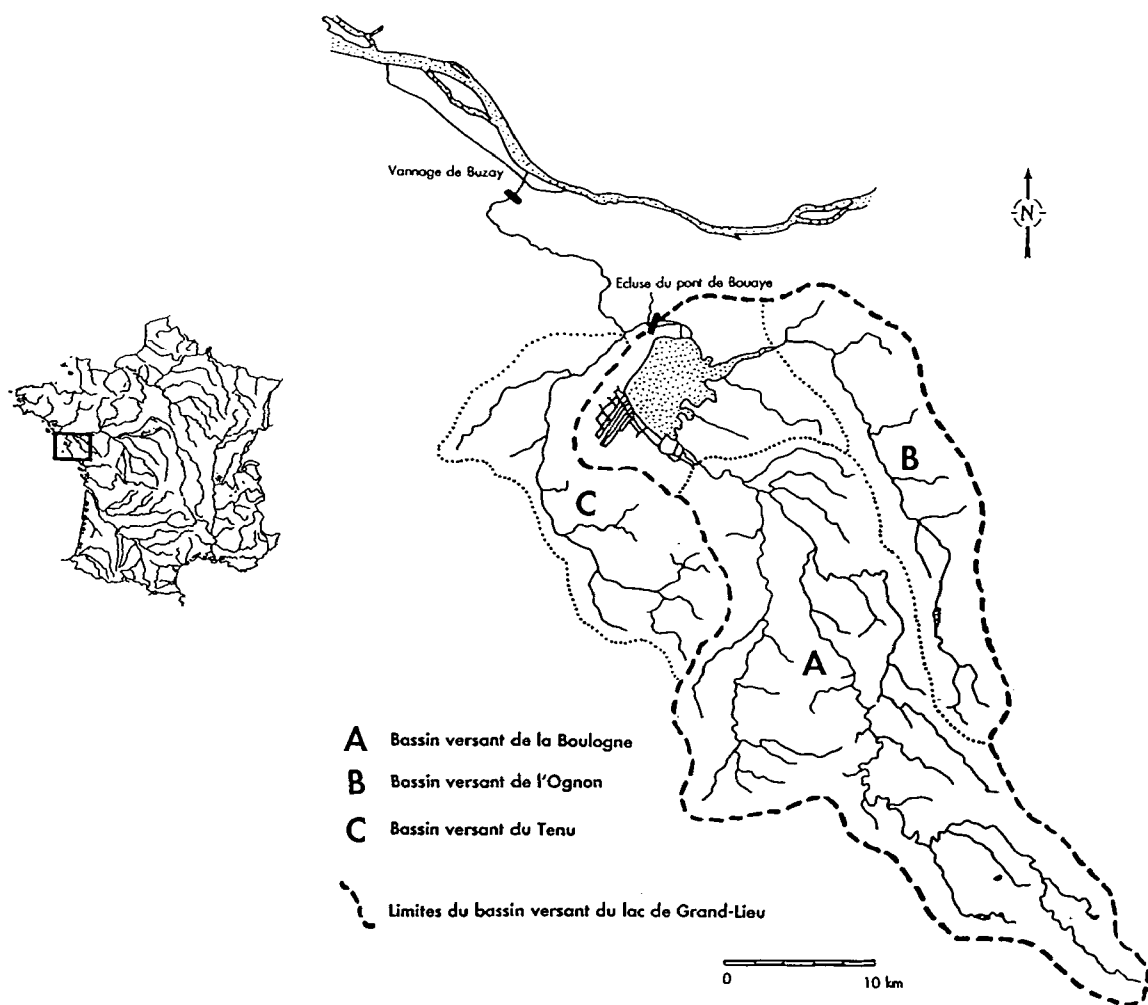 Vannage de Buzay
N
Ecluse du pont de Bouaye
B
C
A
A Bassin versant de la Boulogne
B Bassin versant de l'Ognon
C Bassin versant du Tenu
Limites du bassin versant du lac de Grand-Lieu
0 10 km